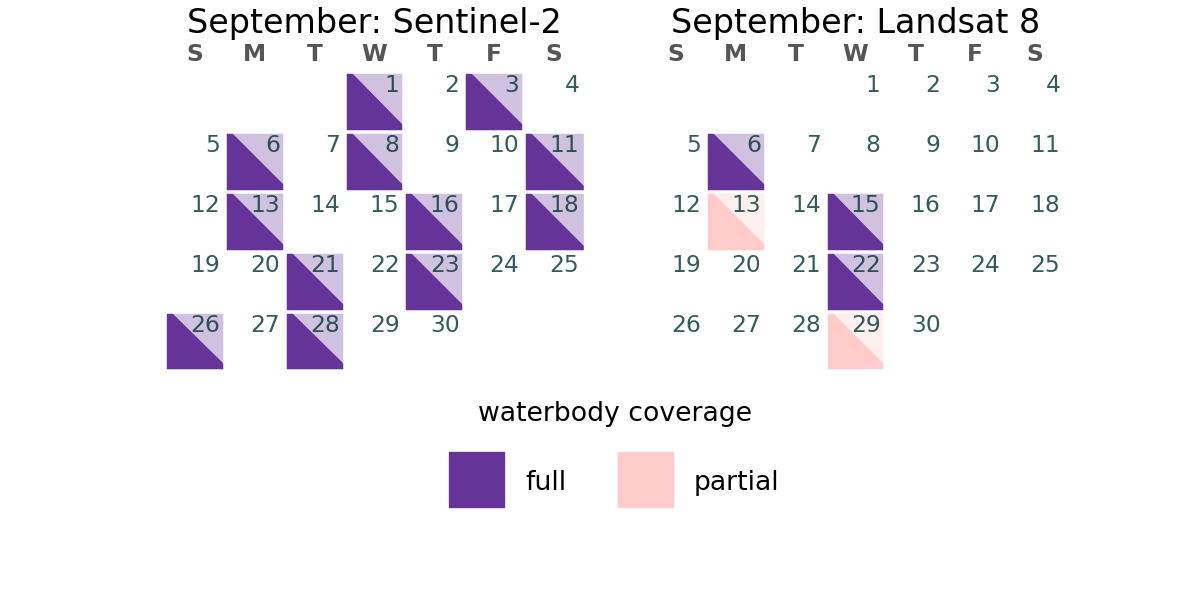 September: Sentinel-2
S M T W T F S
1 2 3 4
5 6 7 8 9 10 11
12 13 14 15 16 17 18
19 20 21 22 23 24 25
26 27 28 29 30
September: Landsat 8
S M T W T F S
1 2 3 4
5 6 7 8 9 10 11
12 13 14 15 16 17 18
19 20 21 22 23 24 25
26 27 28 29 30
waterbody coverage
full partial